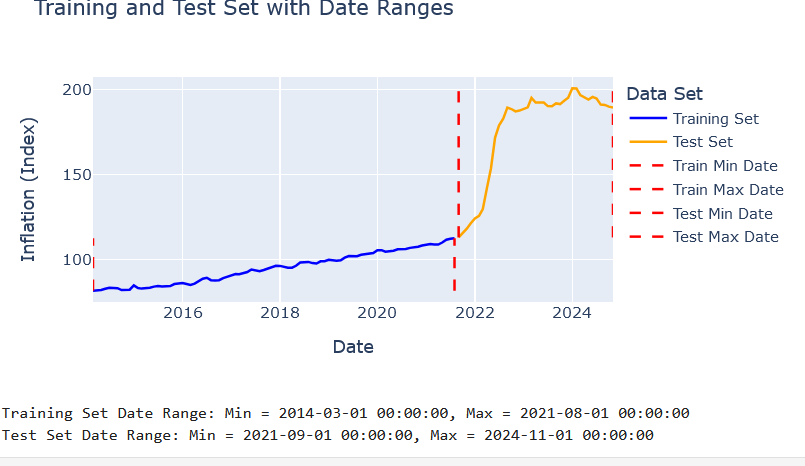 Training and Test Set with Date Ranges
200
150
100
Inflation (Index)
2016
2018
2020
2022
2024
Date
Data Set
Training Set
Test Set
Train Min Date
Train Max Date
Test Min Date
Test Max Date
Training Set Date Range: Min = 2014-03-01 00:00:00, Max = 2021-08-01 00:00:00
Test Set Date Range: Min = 2021-09-01 00:00:00, Max = 2024-11-01 00:00:00